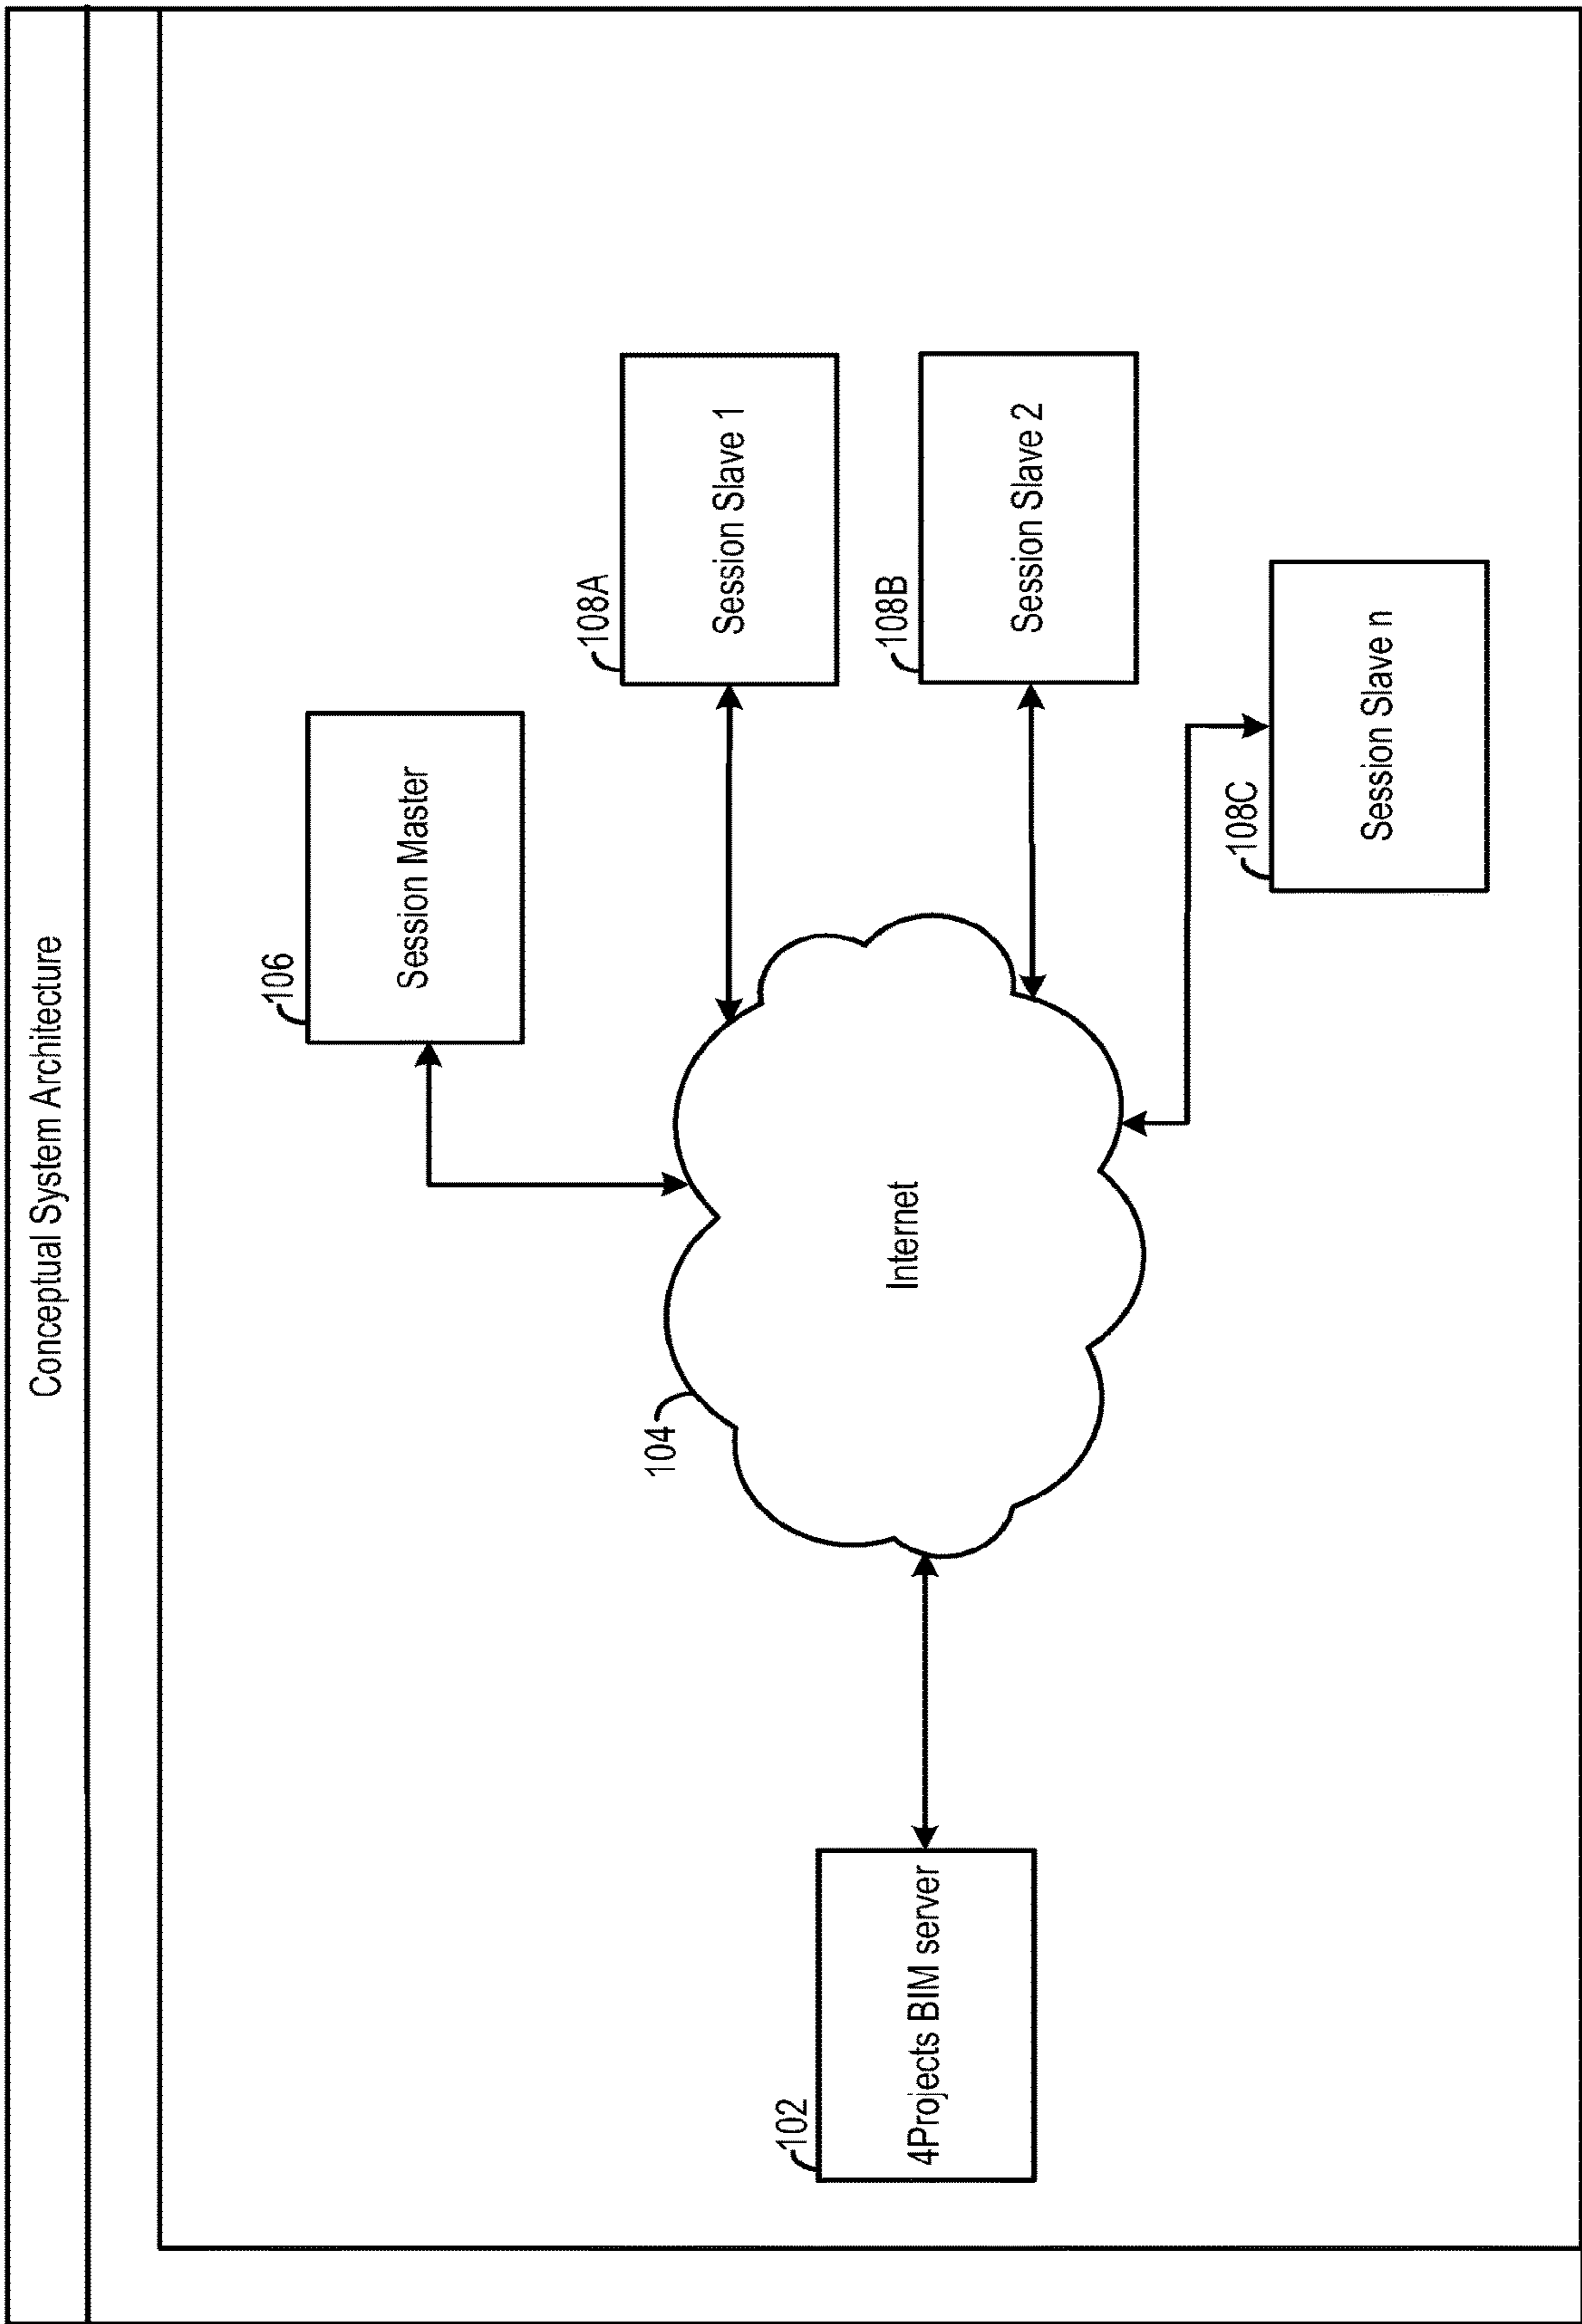 Conceptual System Architecture
106
Session Master
108A
Session Slave 1
104
Internet
102
4Projects BIM server
108B
Session Slave 2
108C
Session Slave n